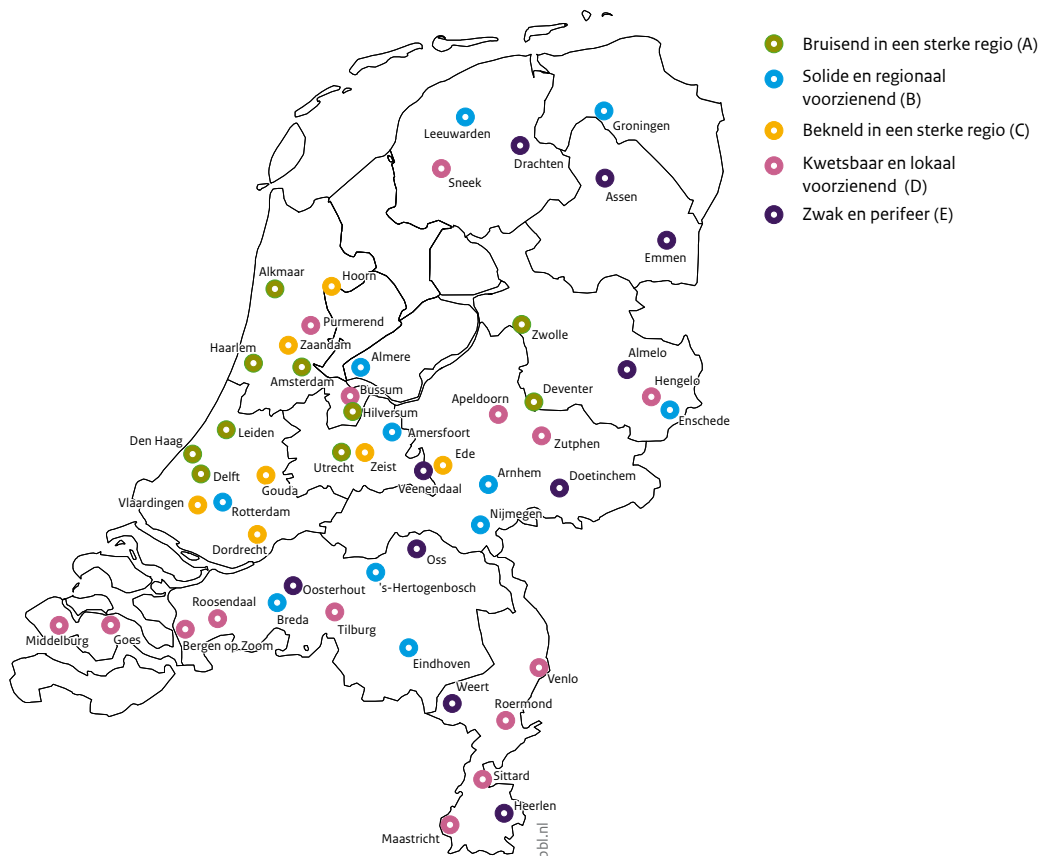 Bruisend in een sterke regio (A)
Solide en regionaal
voorzienend (B)
Bekneld in een sterke regio (C)
Kwetsbaar en lokaal
voorzienend (D)
Zwak en perifeer (E)
Leeuwarden
Groningen
Drachten
Sneek
Assen
Emmen
Alkmaar
Hoorn
Purmerend
Zaandam
Haarlem
Amsterdam
Almere
Bussum
Hilversum
Zwolle
Almelo
Hengelo
Enschede
Deventer
Apeldoorn
Zutphen
Leiden
Den Haag
Delft
Gouda
Utrecht
Zeist
Amersfoort
Ede
Veenendaal
Arnhem
Doetinchem
Nijmegen
Vlaardingen
Rotterdam
Dordrecht
Oss
's-Hertogenbosch
Oosterhout
Roosendaal
Breda
Tilburg
Middelburg
Goes
Bergen op Zoom
Eindhoven
Venlo
Weert
Roermond
Sittard
Heerlen
Maastricht